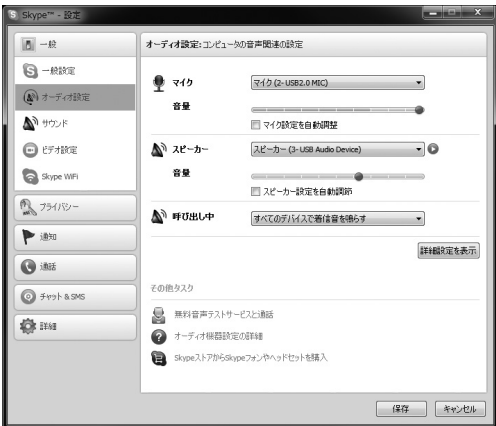 Skype™ - 設定
一般
一般設定
オーディオ設定
サウンド
ビデオ設定
Skype WiFi
プライバシー
通知
通話
チャット & SMS
詳細
オーディオ設定: コンピュータの音声関連の設定
マイク
マイク (2- USB2.0 MIC)
音量
マイク設定を自動調整
スピーカー
スピーカー (3- USB Audio Device)
音量
スピーカー設定を自動調節
呼び出し中
すべてのデバイスで着信音を鳴らす
詳細設定を表示
その他タスク
無料音声テストサービスと通話
オーディオ機器設定の詳細
SkypeストアからSkypeフォンやヘッドセットを購入
保存
キャンセル